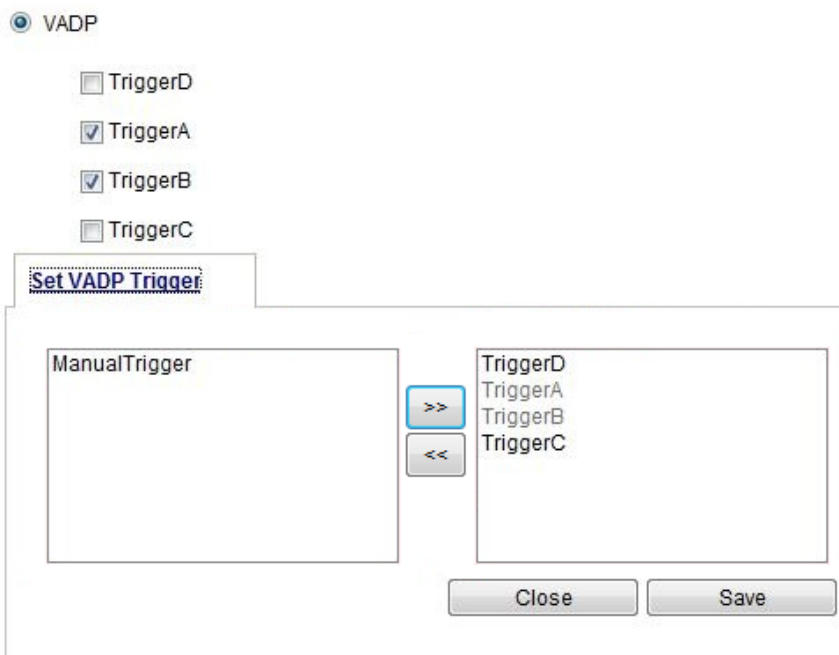 VADP
TriggerD
TriggerA
TriggerB
TriggerC
Set VADP Trigger
ManualTrigger
>>
<<
TriggerD
TriggerA
TriggerB
TriggerC
Close
Save